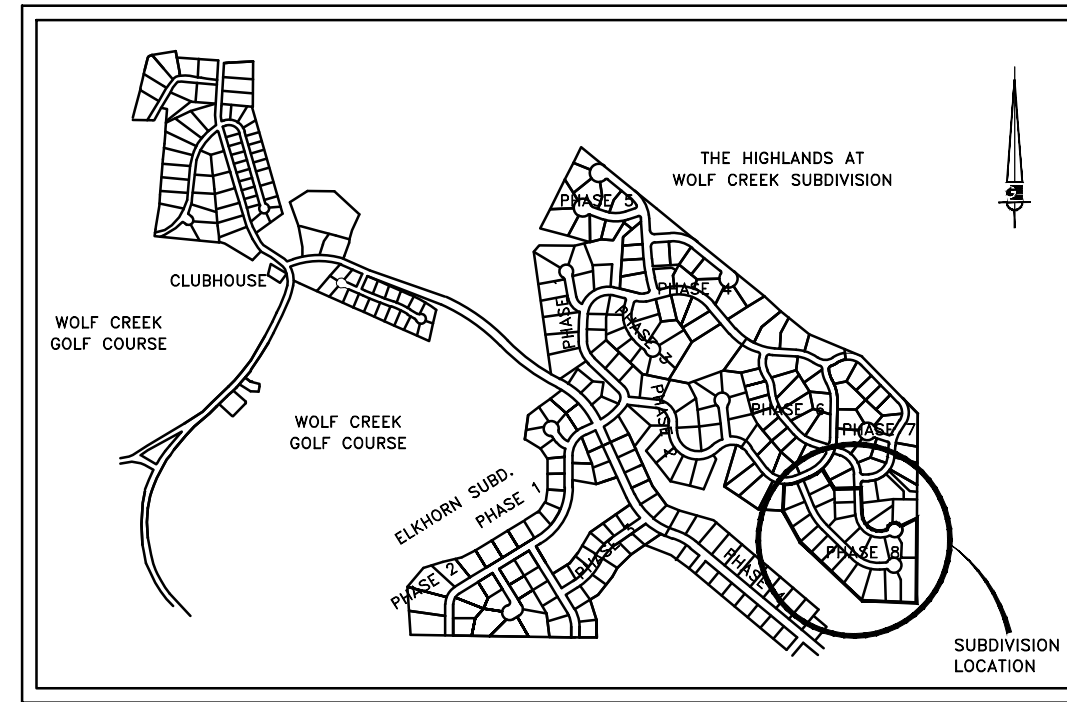 THE HIGHLANDS AT
WOLF CREEK SUBDIVISION
PHASE 5
CLUBHOUSE
PHASE 1
PHASE 4
WOLF CREEK
GOLF COURSE
PHASE 3
WOLF CREEK
GOLF COURSE
PHASE 2
PHASE 6
PHASE 7
ELKHORN SUBD.
PHASE 1
PHASE 2
PHASE 3
PHASE 4
PHASE 8
SUBDIVISION
LOCATION